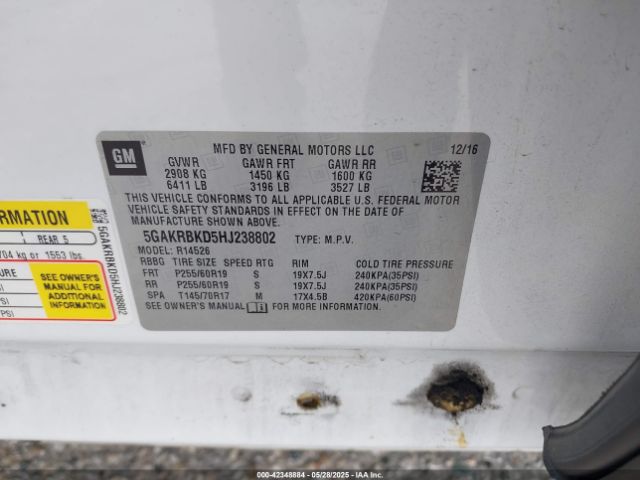 MFD BY GENERAL MOTORS LLC 12/16
GM
GVWR GAWR FRT GAWR RR
2908 KG 1450 KG 1600 KG
6411 LB 3196 LB 3527 LB
THIS VEHICLE CONFORMS TO ALL APPLICABLE U.S. FEDERAL MOTOR
VEHICLE SAFETY STANDARDS IN EFFECT ON THE DATE OF
MANUFACTURE SHOWN ABOVE.
5GAKRBKD5HJ238802 TYPE: M.P.V.
RBBG MODEL: R14526
TIRE SIZE SPEED RTG RIM COLD TIRE PRESSURE
FRT P255/60R19 S 19X7.5J 240KPA(35PSI)
RR P255/60R19 S 19X7.5J 240KPA(35PSI)
SPA T145/70R17 M 17X4.5B 420KPA(60PSI)
SEE OWNER'S MANUAL FOR MORE INFORMATION
ORMATION
REAR 5
704 kg or 1553 lbs.
SURE
SEE OWNER'S
MANUAL FOR
ADDITIONAL
INFORMATION
5GAKRBKD5HJ238802
000-42348884 05/28/2025 IAAI.com